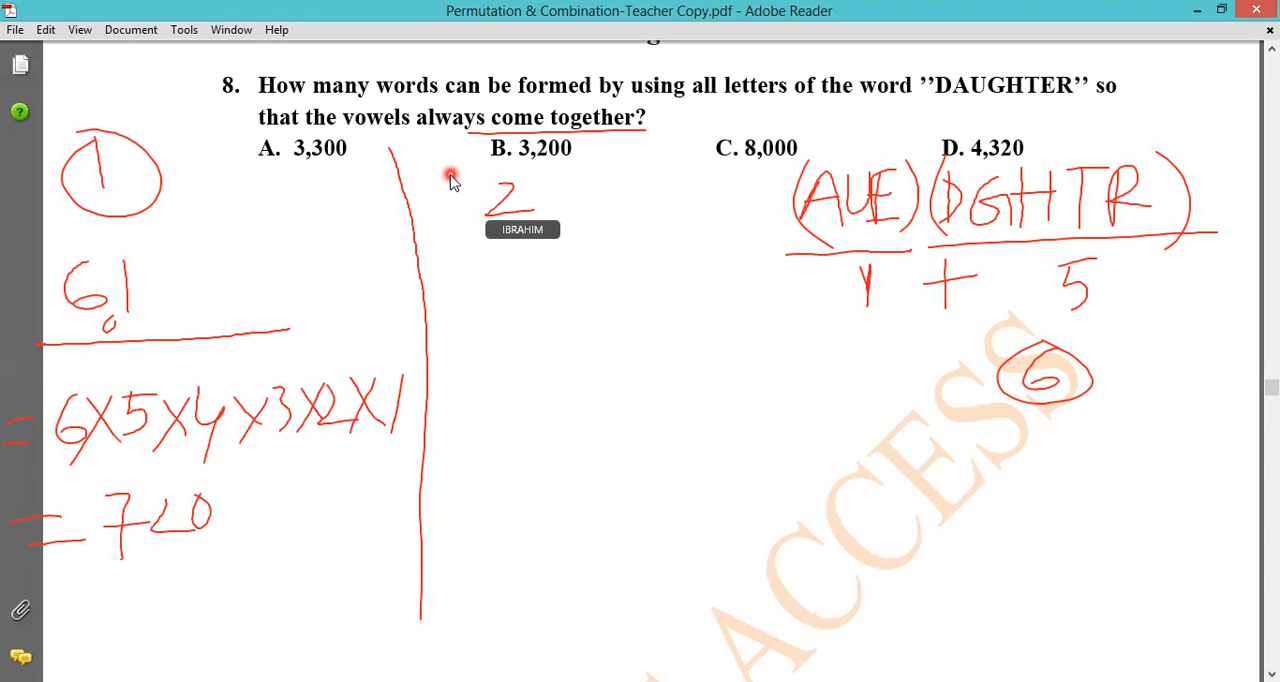 Permutation & Combination-Teacher Copy.pdf - Adobe Reader
File Edit View Document Tools Window Help
8. How many words can be formed by using all letters of the word ’’DAUGHTER’’ so
that the vowels always come together?
A. 3,300 B. 3,200 C. 8,000 D. 4,320
1
2
(AUE) (DGHTR)
IBRAHIM
6!
1 + 5
6
= 6×5×4×3×2×1
= 720
ACCESS